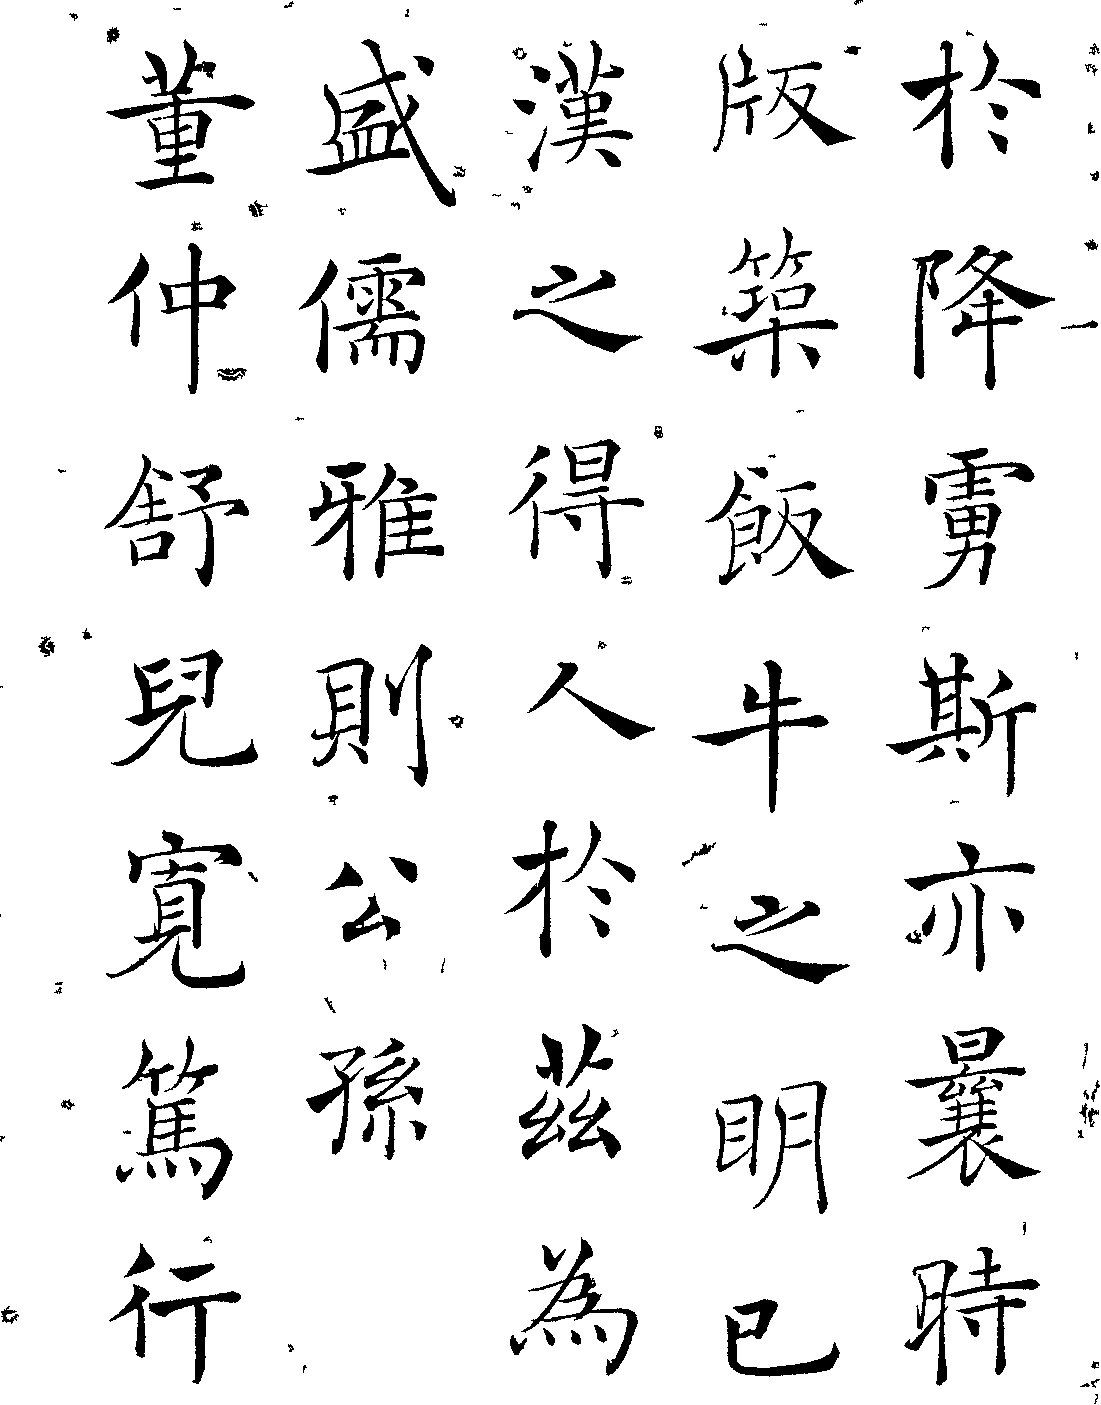 於降虜斯亦曩時
版築飯牛之明已
漢之得人於茲為
盛儒雅則公孫
董仲舒兒寬篤行